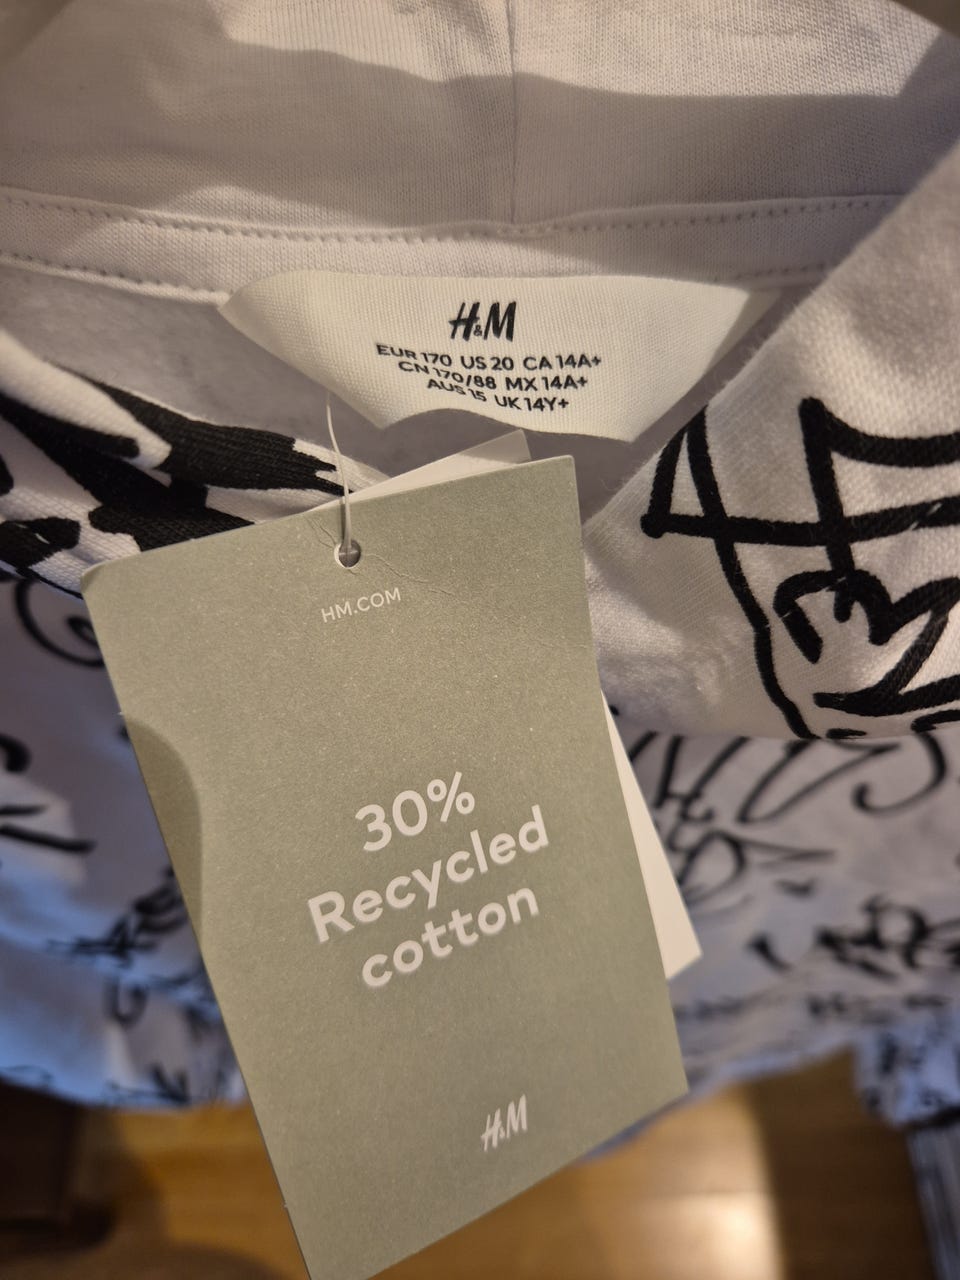 H&M
EUR 170 US 20 CA 14A+
CN 170/88 MX 14A+
AUS 15 UK 14Y+
HM.COM
30%
Recycled
cotton
H&M